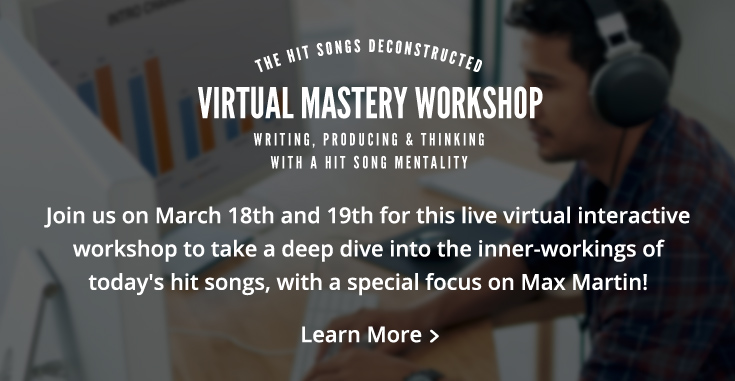 INTRO CHA
THE HIT SONGS DECONSTRUCTED
VIRTUAL MASTERY WORKSHOP
WRITING, PRODUCING & THINKING
WITH A HIT SONG MENTALITY
Join us on March 18th and 19th for this live virtual interactive
workshop to take a deep dive into the inner-workings of
today's hit songs, with a special focus on Max Martin!
Learn More >